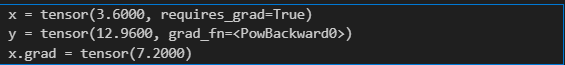 x = tensor(3.6000, requires_grad=True)
y = tensor(12.9600, grad_fn=<PowBackward0>)
x.grad = tensor(7.2000)